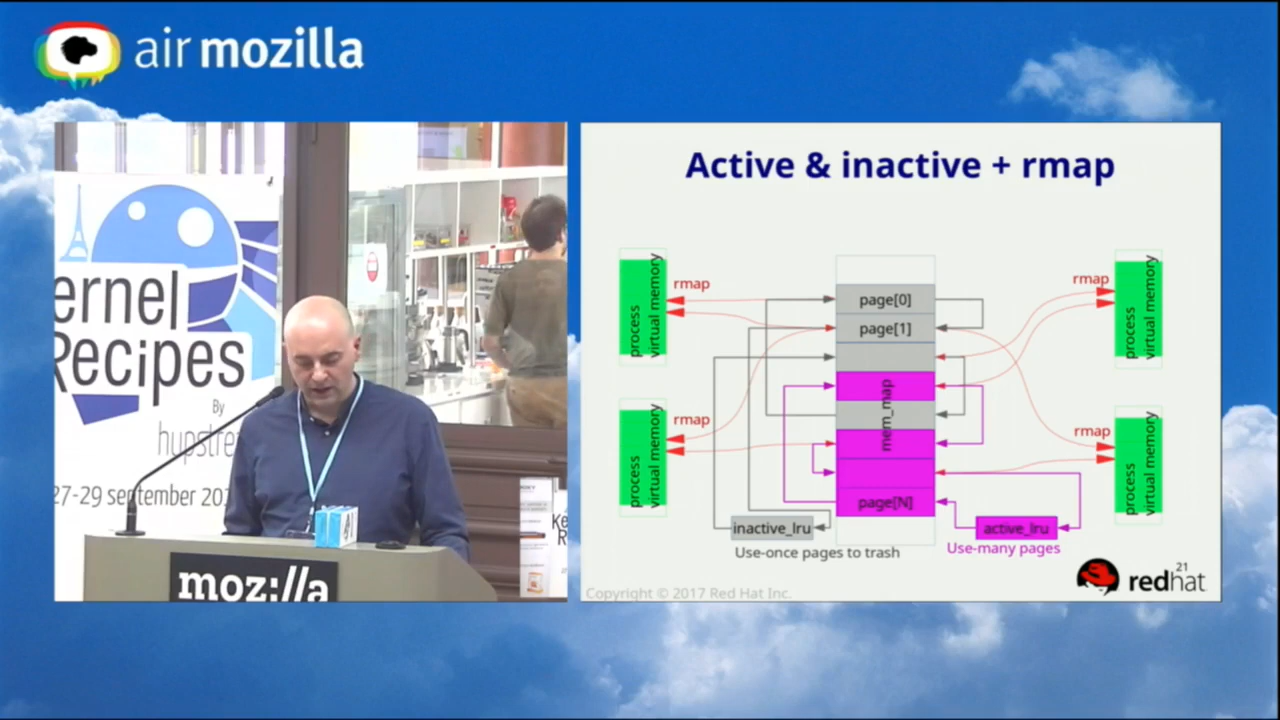 air mozilla
ernel
Recipes
By
hupstre
27-29 september 201
moz://a
Ke
R
Active & inactive + rmap
process
virtual memory
rmap
process
virtual memory
rmap
page[0]
page[1]
mem_map
page[N]
rmap
process
virtual memory
rmap
process
virtual memory
inactive_lru
active_lru
Use-once pages to trash
Use-many pages
Copyright © 2017 Red Hat Inc.
21
redhat